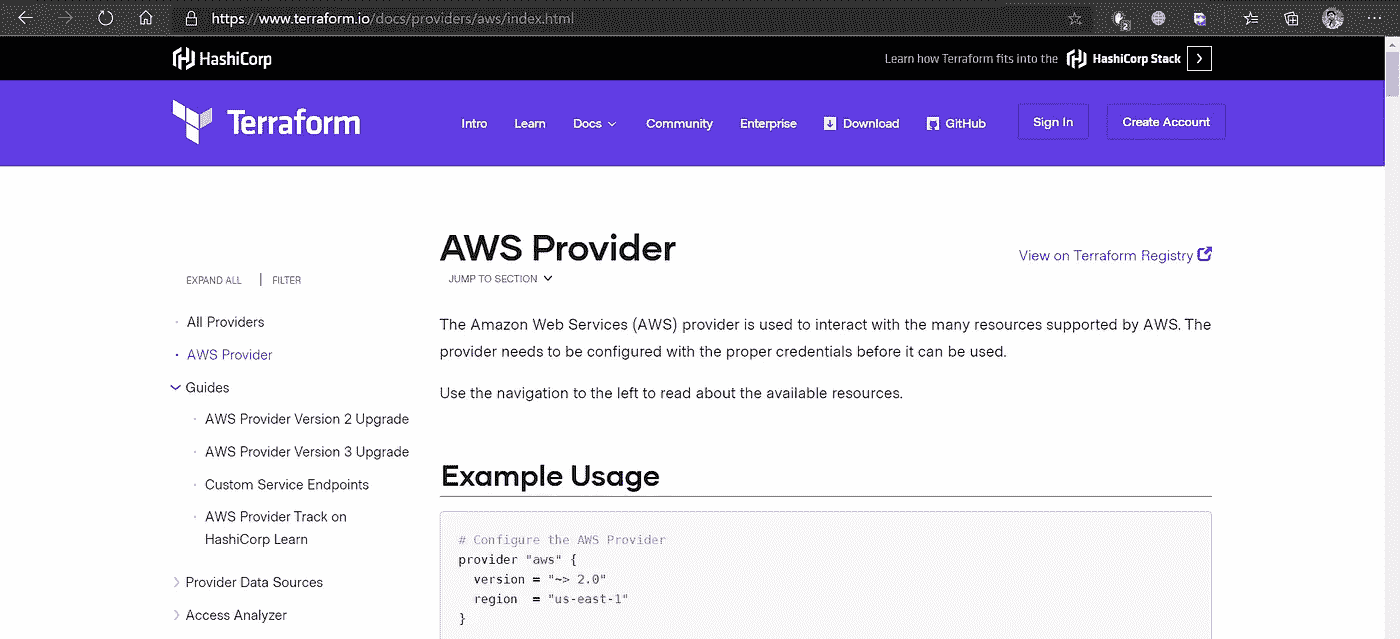 https://www.terraform.io/docs/providers/aws/index.html
2
HashiCorp
Learn how Terraform fits into the HashiCorp Stack
Terraform
Intro Learn Docs Community Enterprise Download GitHub Sign In Create Account
AWS Provider
View on Terraform Registry
JUMP TO SECTION
EXPAND ALL | FILTER
All Providers
AWS Provider
Guides
AWS Provider Version 2 Upgrade
AWS Provider Version 3 Upgrade
Custom Service Endpoints
AWS Provider Track on
HashiCorp Learn
Provider Data Sources
Access Analyzer
The Amazon Web Services (AWS) provider is used to interact with the many resources supported by AWS. The
provider needs to be configured with the proper credentials before it can be used.
Use the navigation to the left to read about the available resources.
Example Usage
# Configure the AWS Provider
provider "aws" {
  version = "~> 2.0"
  region  = "us-east-1"
}